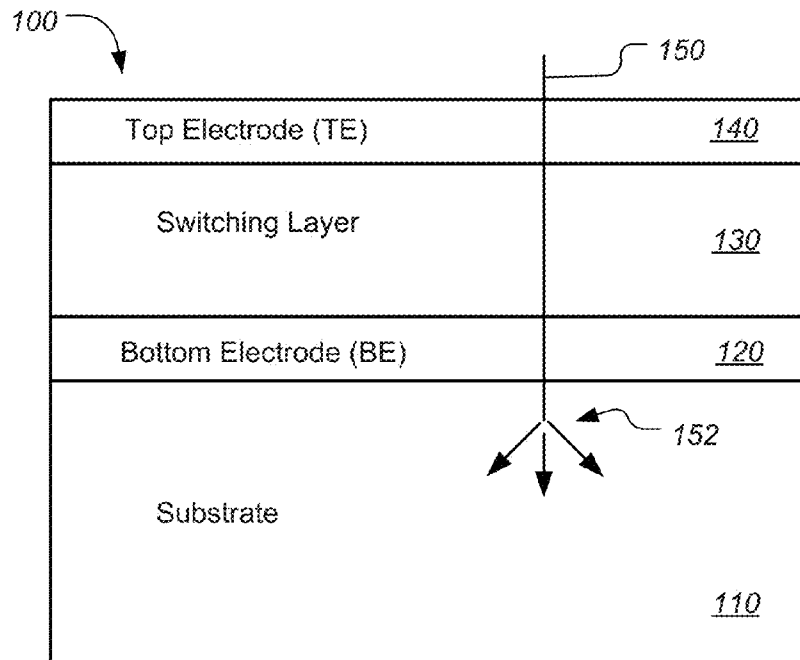 100
150
Top Electrode (TE)
140
Switching Layer
130
Bottom Electrode (BE)
120
152
Substrate
110